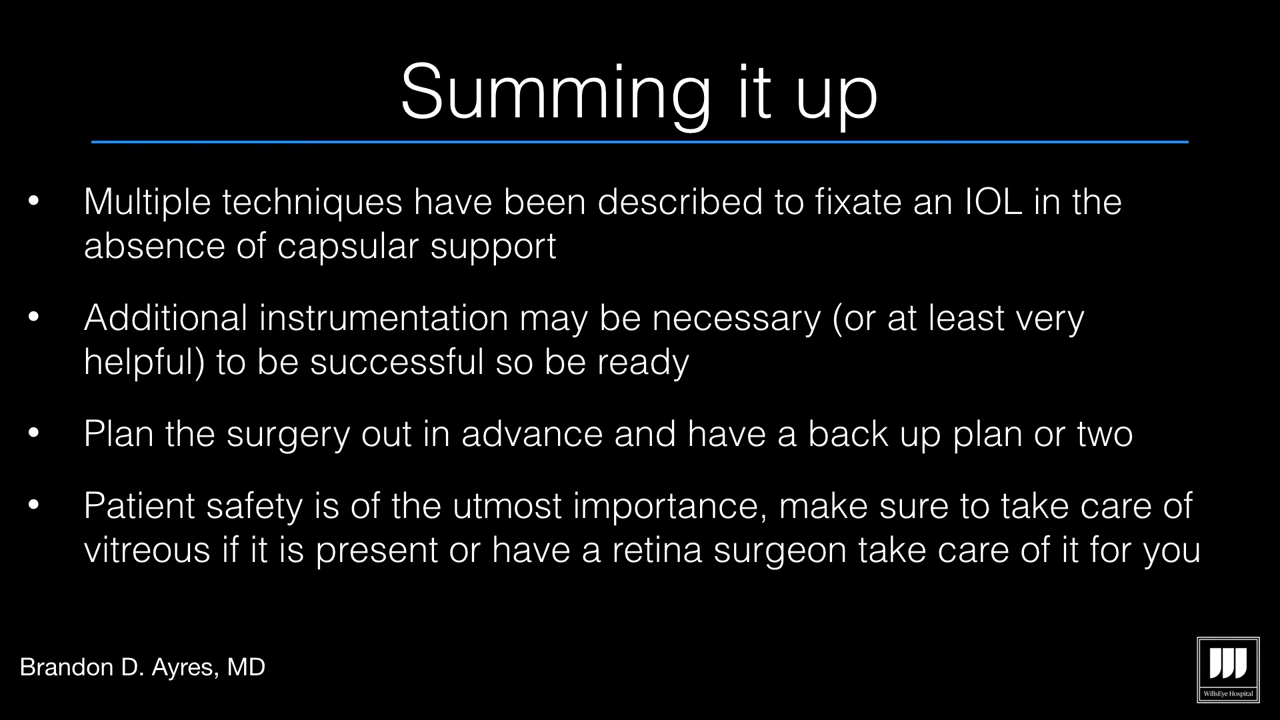 Summing it up
• Multiple techniques have been described to fixate an IOL in the
absence of capsular support
• Additional instrumentation may be necessary (or at least very
helpful) to be successful so be ready
• Plan the surgery out in advance and have a back up plan or two
• Patient safety is of the utmost importance, make sure to take care of
vitreous if it is present or have a retina surgeon take care of it for you
Brandon D. Ayres, MD
WillsEye Hospital